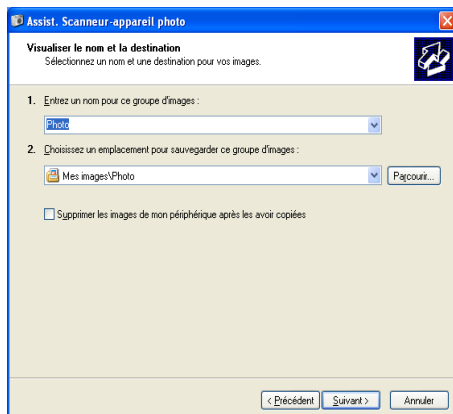 Assist. Scanneur-appareil photo
Visualiser le nom et la destination
Sélectionnez un nom et une destination pour vos images.
1. Entrez un nom pour ce groupe d'images :
Photo
2. Choisissez un emplacement pour sauvegarder ce groupe d'images :
Mes images\Photo Parcourir...
Supprimer les images de mon périphérique après les avoir copiées
< Précédent Suivant > Annuler